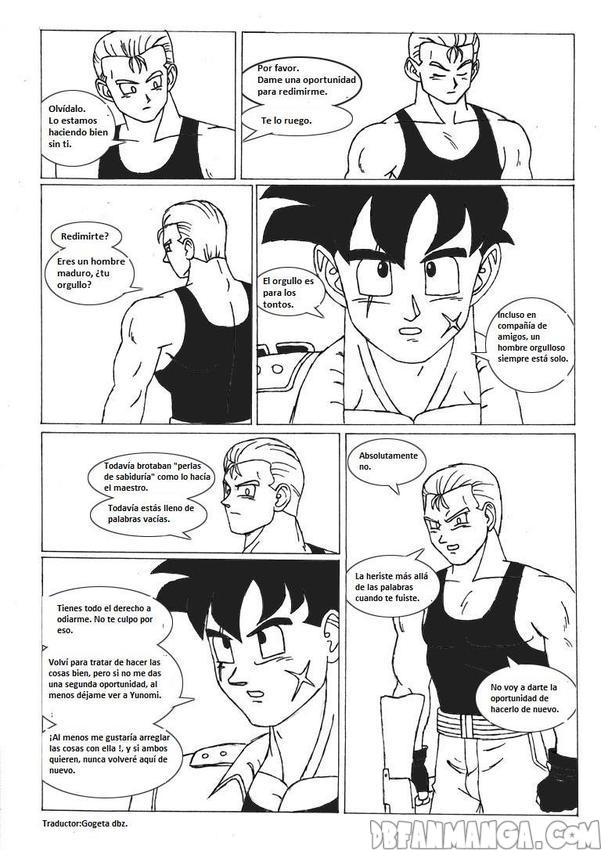 Olvídalo.
Lo estamos
haciendo bien
sin ti.
Por favor.
Dame una oportunidad
para redimirme.
Te lo ruego.
Redimirte?
Eres un hombre
maduro, ¿tu
orgullo?
El orgullo es
para los
tontos.
Incluso en
compañía de
amigos, un
hombre orgulloso
siempre está solo.
Todavía brotaban "perlas
de sabiduría" como lo hacía
el maestro.
Todavía estás lleno de
palabras vacías.
Absolutamente
no.
La heriste más allá
de las palabras
cuando te fuiste.
No voy a darte la
oportunidad de
hacerlo de nuevo.
Tienes todo el derecho a
odiarme. No te culpo por
eso.
Volví para tratar de hacer las
cosas bien, pero si no me das
una segunda oportunidad, al
menos déjame ver a Yunomi.
¡Al menos me gustaría arreglar
las cosas con ella !, y si ambos
quieren, nunca volveré aquí de
nuevo.
Traductor:Gogeta dbz.
DBFANMANGA.COM